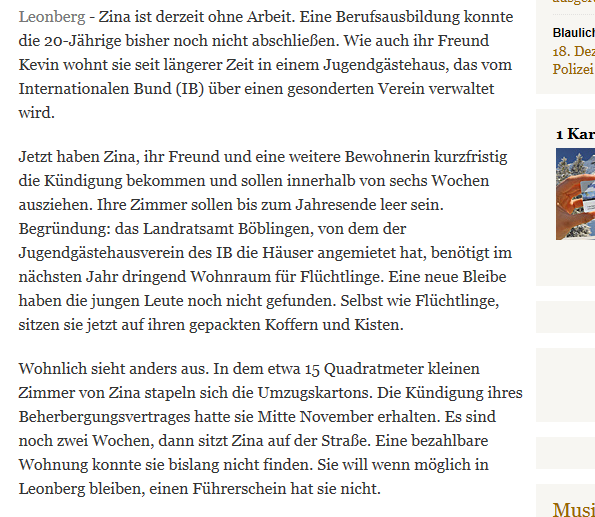 Leonberg - Zina ist derzeit ohne Arbeit. Eine Berufsausbildung konnte
die 20-Jährige bisher noch nicht abschließen. Wie auch ihr Freund
Kevin wohnt sie seit längerer Zeit in einem Jugendgästehaus, das vom
Internationalen Bund (IB) über einen gesonderten Verein verwaltet
wird.
Jetzt haben Zina, ihr Freund und eine weitere Bewohnerin kurzfristig
die Kündigung bekommen und sollen innerhalb von sechs Wochen
ausziehen. Ihre Zimmer sollen bis zum Jahresende leer sein.
Begründung: das Landratsamt Böblingen, von dem der
Jugendgästehausverein des IB die Häuser angemietet hat, benötigt im
nächsten Jahr dringend Wohnraum für Flüchtlinge. Eine neue Bleibe
haben die jungen Leute noch nicht gefunden. Selbst wie Flüchtlinge,
sitzen sie jetzt auf ihren gepackten Koffern und Kisten.
Wohnlich sieht anders aus. In dem etwa 15 Quadratmeter kleinen
Zimmer von Zina stapeln sich die Umzugskartons. Die Kündigung ihres
Beherbergungsvertrages hatte sie Mitte November erhalten. Es sind
noch zwei Wochen, dann sitzt Zina auf der Straße. Eine bezahlbare
Wohnung konnte sie bislang nicht finden. Sie will wenn möglich in
Leonberg bleiben, einen Führerschein hat sie nicht.
Blaulich
18. Dez
Polizei
1 Kar
Musi